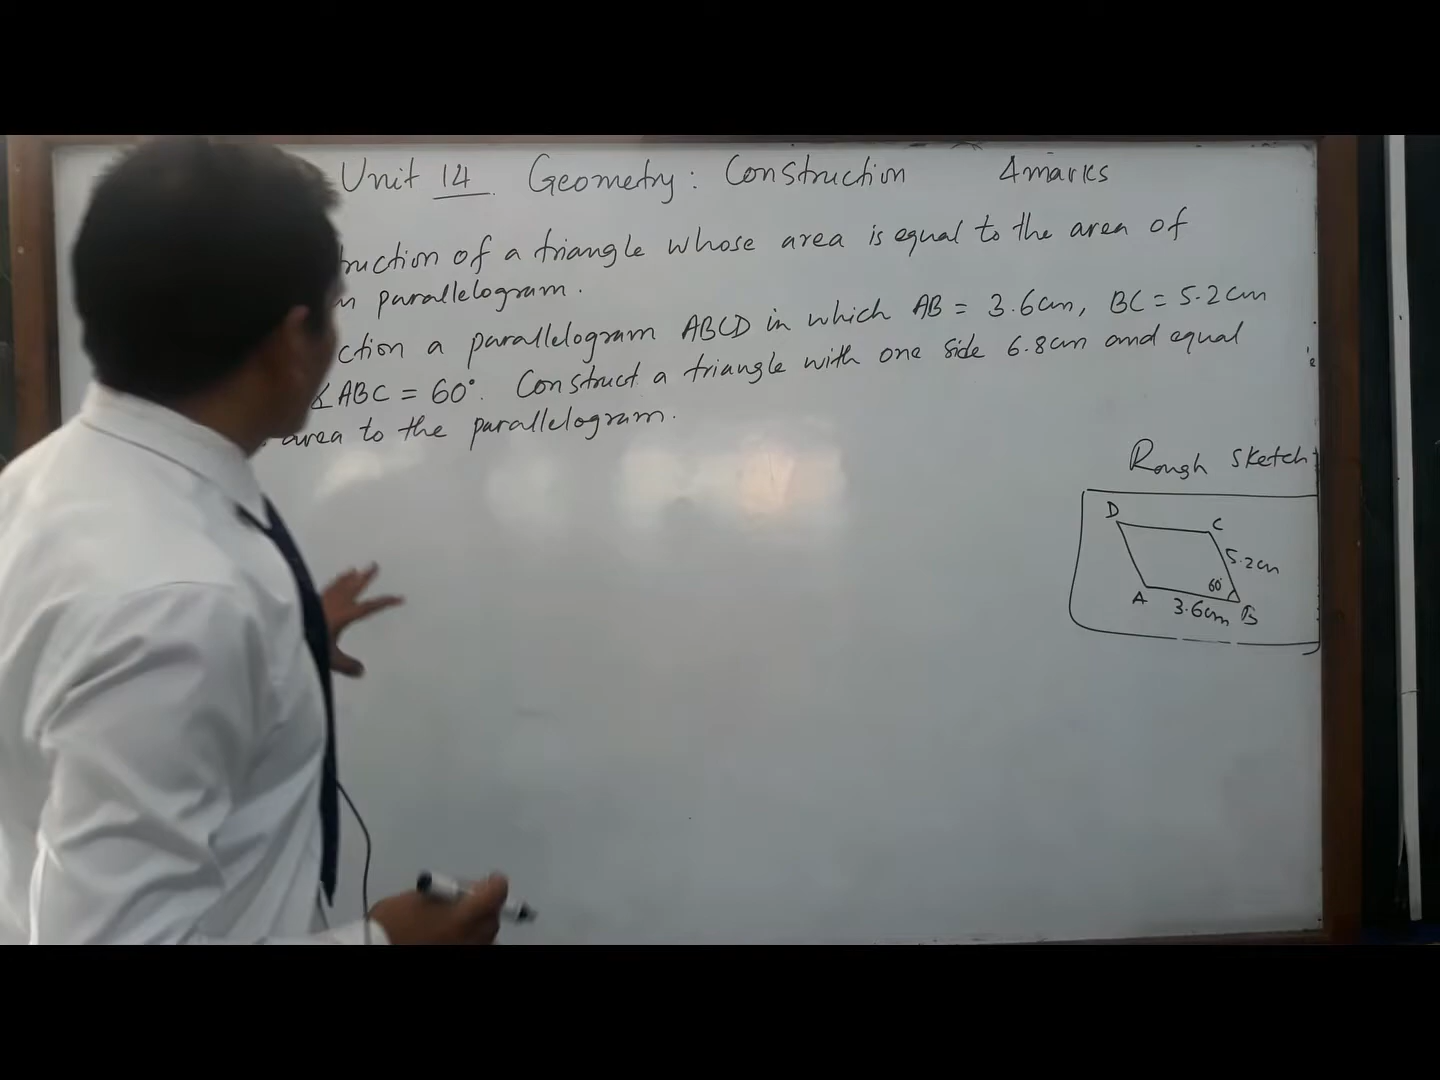 Unit 14 Geometry: Construction 4marks
ruction of a triangle whose area is equal to the area of
n parallelogram.
ction a parallelogram ABCD in which AB = 3.6cm, BC = 5.2cm
∡ABC = 60°. Construct a triangle with one side 6.8cm and equal
area to the parallelogram.
Rough sketch
D C
5.2cm
60°
A 3.6cm B